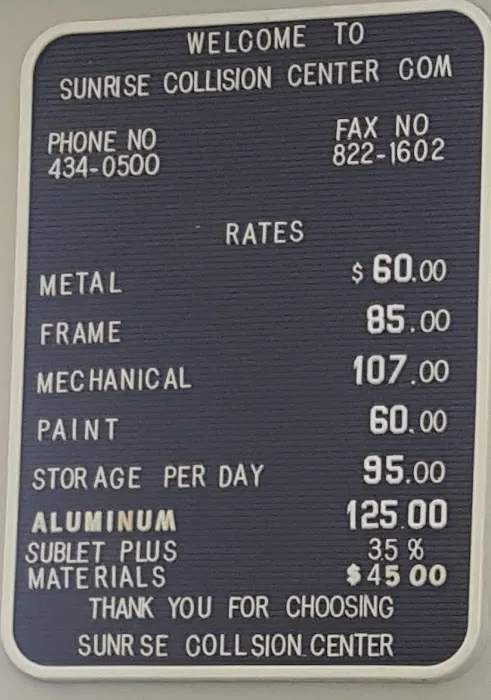 WELCOME TO
SUNRISE COLLISION CENTER COM
PHONE NO FAX NO
434-0500 822-1602
RATES
METAL $ 60.00
FRAME 85.00
MECHANICAL 107.00
PAINT 60.00
STORAGE PER DAY 95.00
ALUMINUM 125.00
SUBLET PLUS 35 %
MATERIALS $45 00
THANK YOU FOR CHOOSING
SUNR SE COLLSION.CENTER